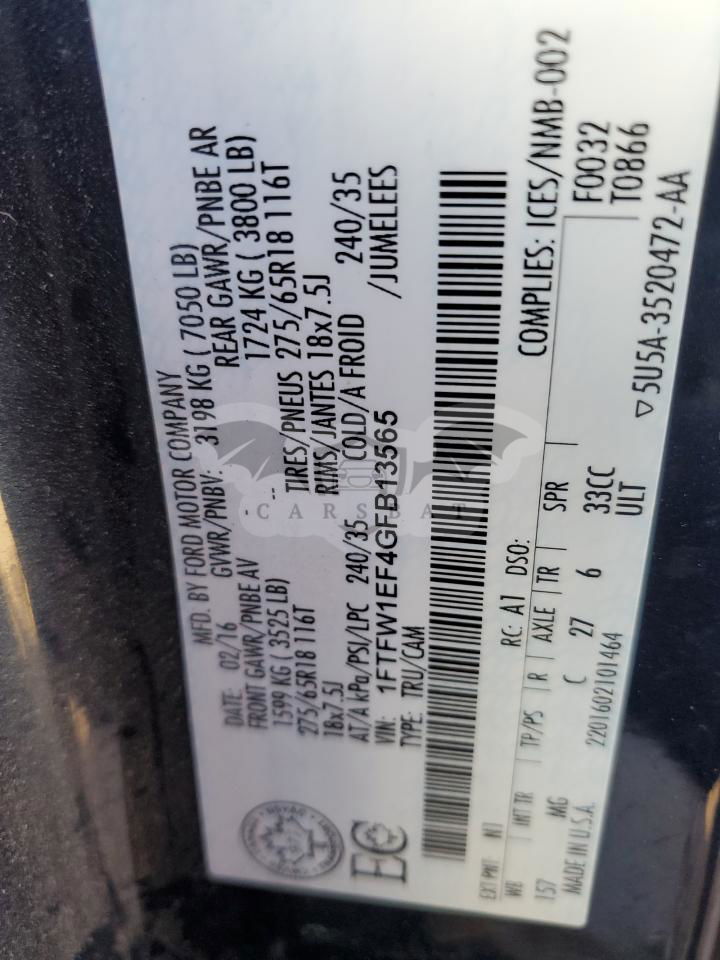 MFD. BY FORD MOTOR COMPANY
DATE: 02/16 GVWR/PNBV: 3198 KG ( 7050 LB)
FRONT GAWR/PNBE AV REAR GAWR/PNBE AR
1599 KG ( 3525 LB) 1724 KG ( 3800 LB)
275/65R18 116T TIRES/PNEUS 275/65R18 116T
18x7.5J RIMS/JANTES 18x7.5J
AT/A kPa/PSI/LPC 240/35 COLD/A FROID 240/35
VIN: 1FTFW1EF4GFB13565 /JUMELEES
TYPE: TRU/CAM
EC
COMPLIES: ICES/NMB-002
EXT PNT: N1 RC: A1 DSO: F0032
WB INT TR TP/PS R AXLE TR SPR T0866
157 MG C 27 6 33CC
ULT
MADE IN U.S.A. 2201602101464 ▽ 5U5A-3520472-AA
CARSBAT